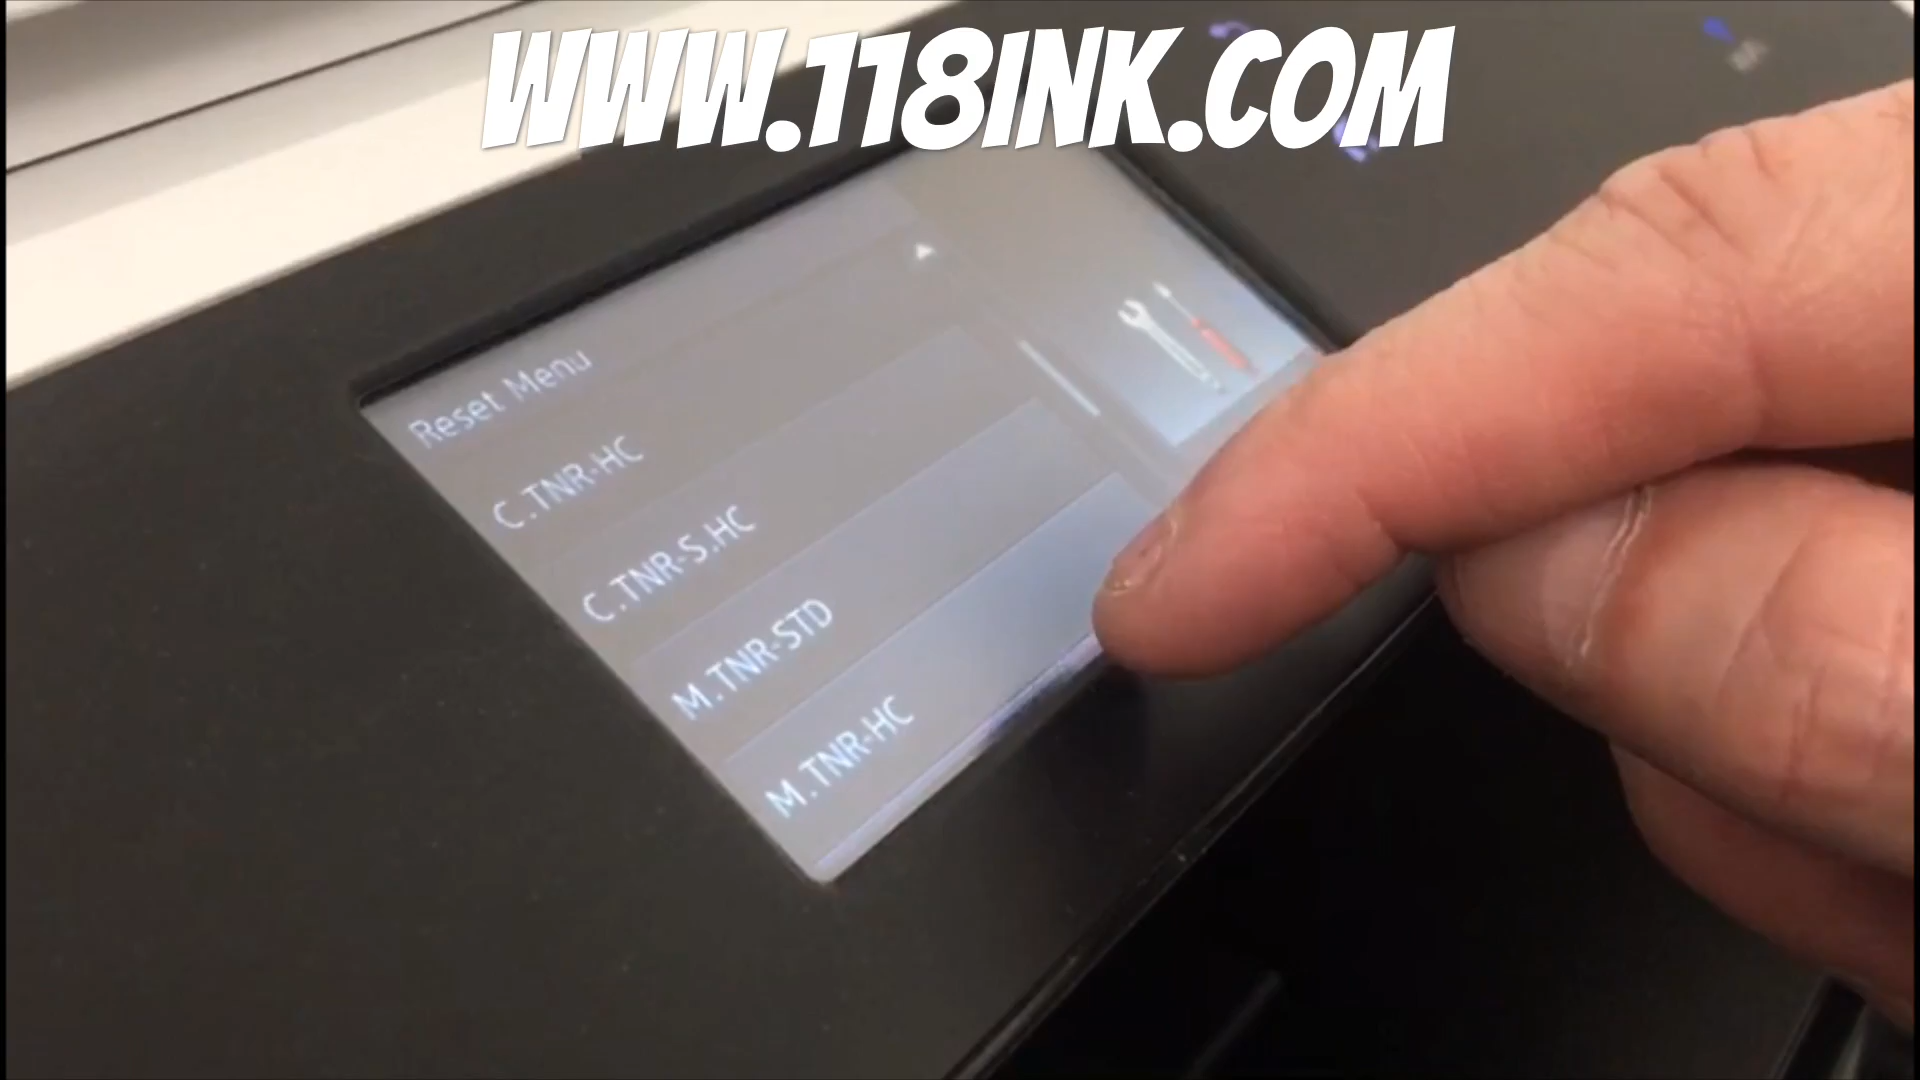 WWW.118INK.COM
Reset Menu
C.TNR-HC
C.TNR-S.HC
M.TNR-STD
M.TNR-HC